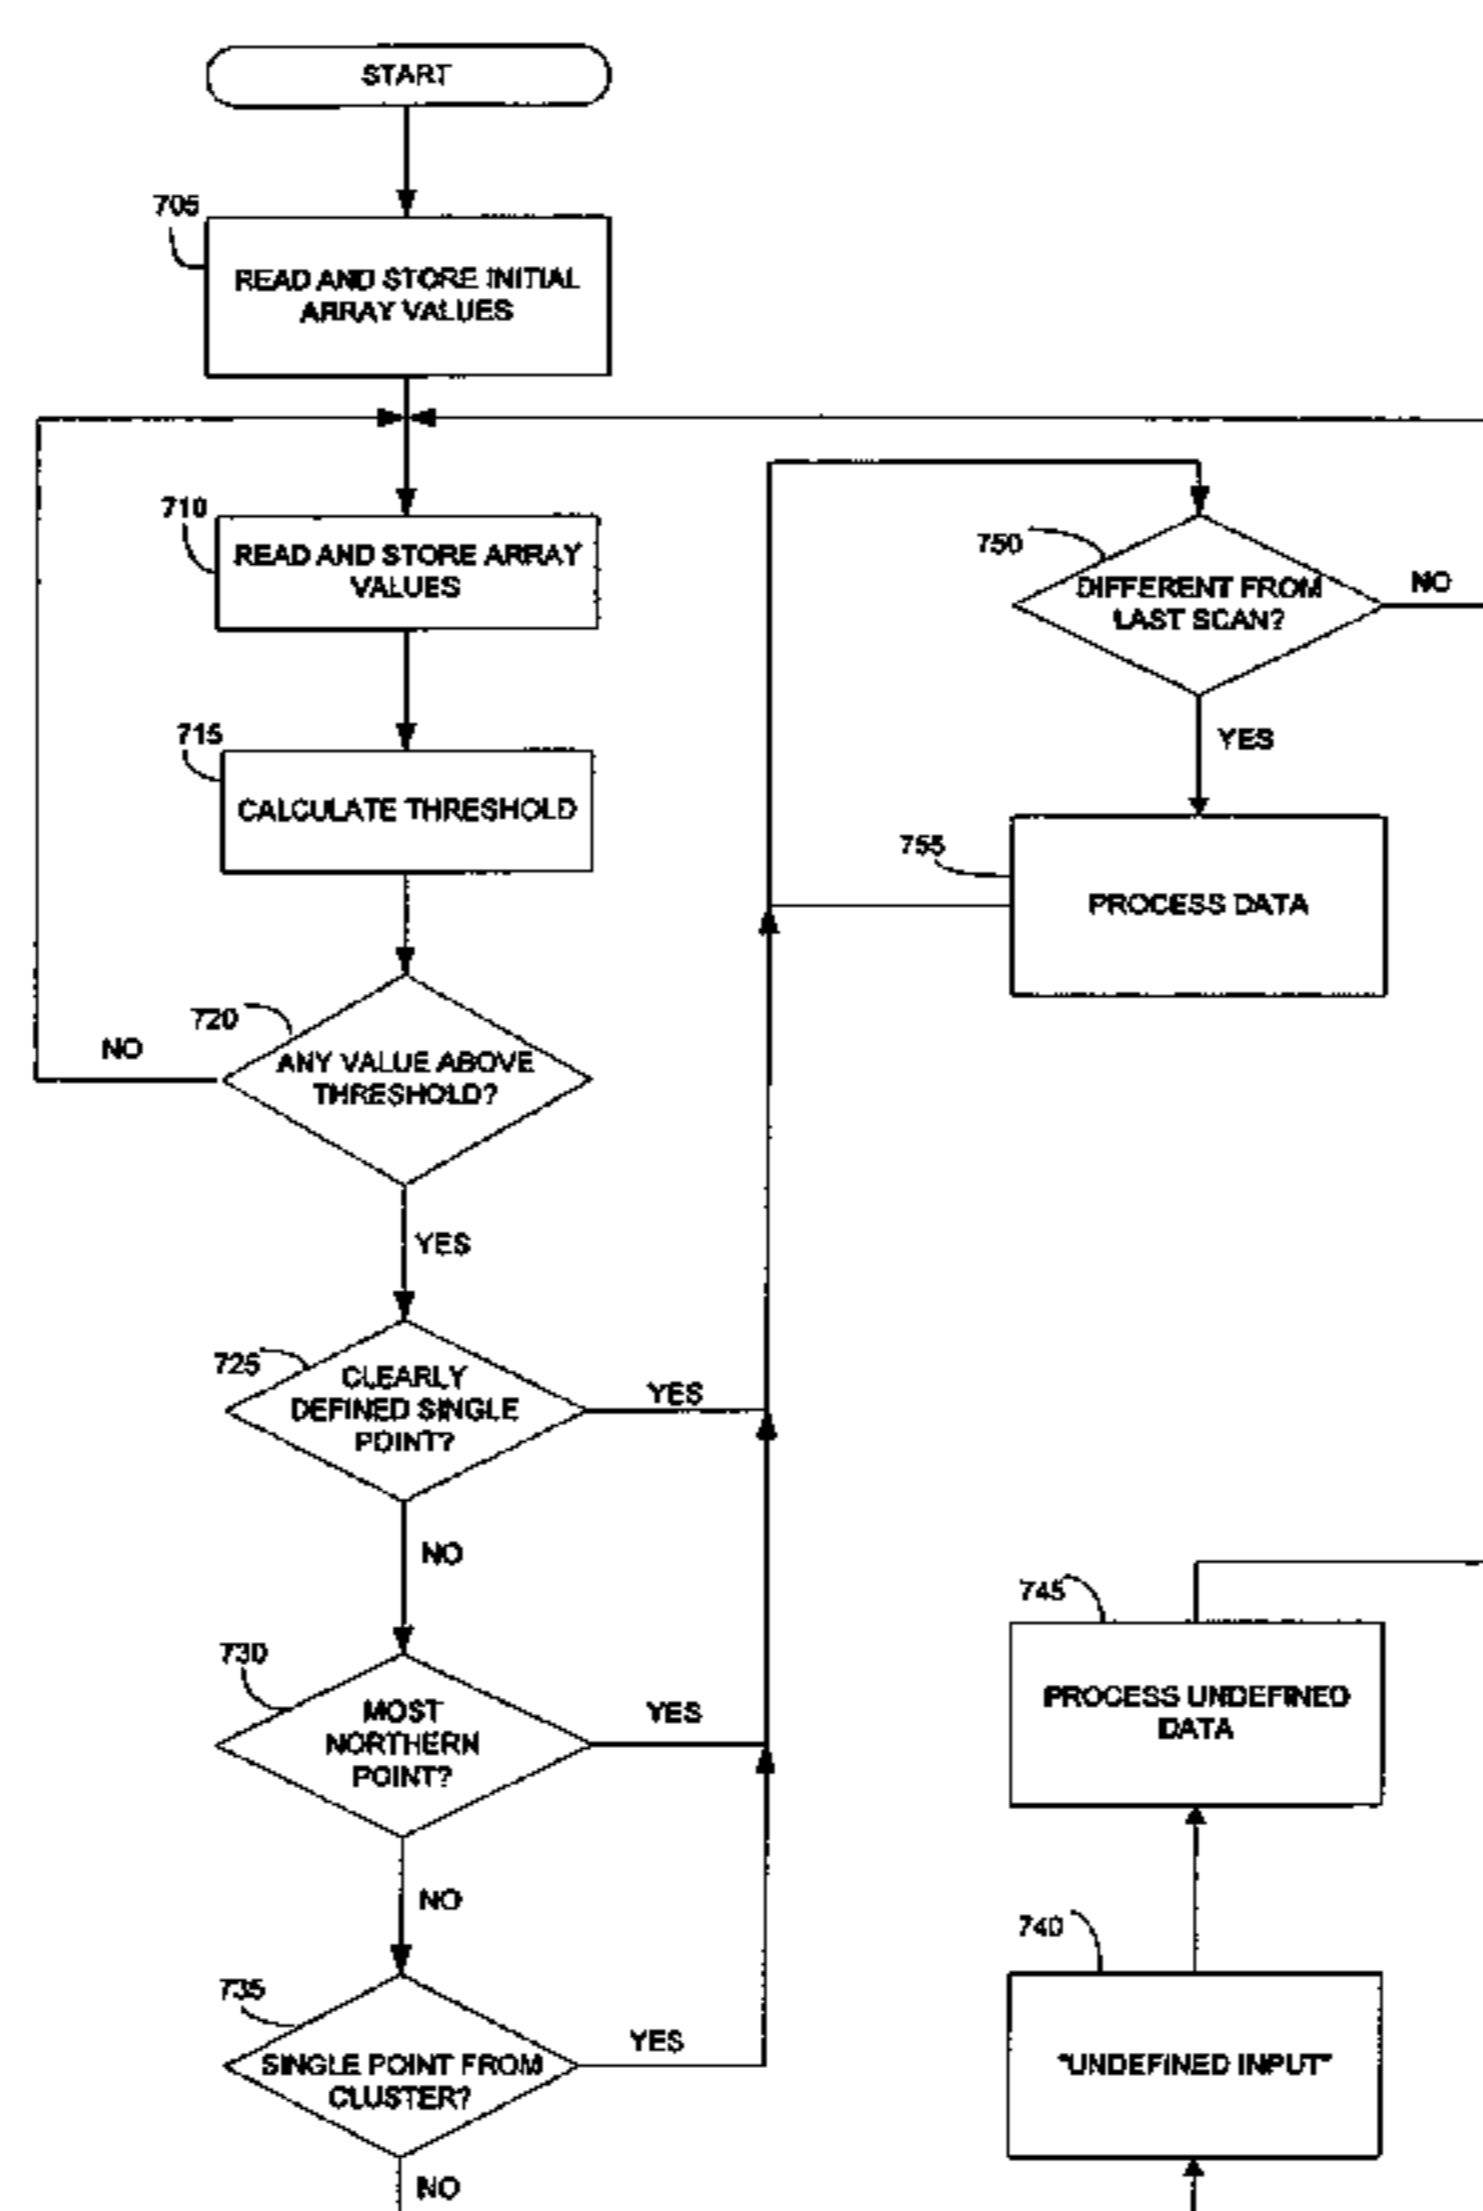 START
705
READ AND STORE INITIAL
ARRAY VALUES
710
READ AND STORE ARRAY
VALUES
715
CALCULATE THRESHOLD
720
NO
ANY VALUE ABOVE
THRESHOLD?
YES
725
CLEARLY
DEFINED SINGLE
POINT?
YES
NO
730
MOST
NORTHERN
POINT?
YES
NO
735
SINGLE POINT FROM
CLUSTER?
YES
NO
750
DIFFERENT FROM
LAST SCAN?
NO
YES
755
PROCESS DATA
745
PROCESS UNDEFINED
DATA
740
"UNDEFINED INPUT"